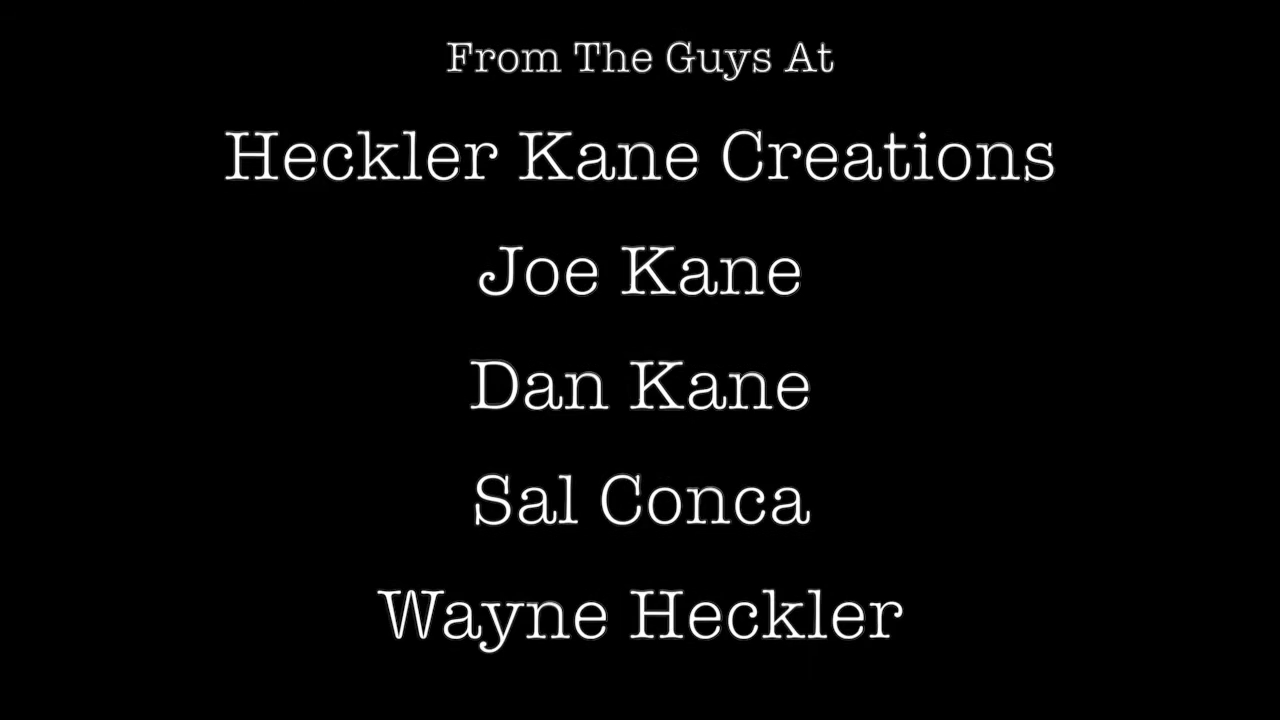 From The Guys At
Heckler Kane Creations
Joe Kane
Dan Kane
Sal Conca
Wayne Heckler